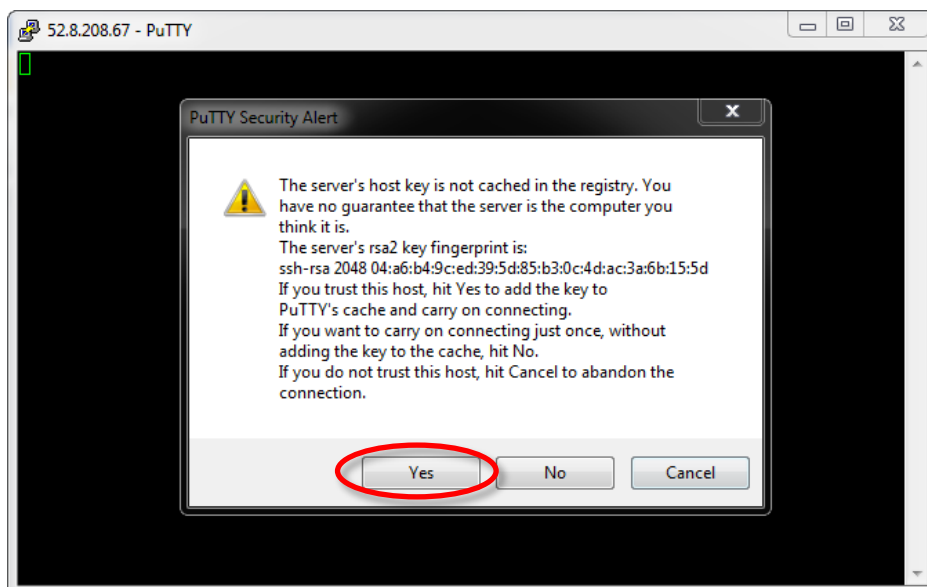 52.8.208.67 - PuTTY
PuTTY Security Alert
The server's host key is not cached in the registry. You
have no guarantee that the server is the computer you
think it is.
The server's rsa2 key fingerprint is:
ssh-rsa 2048 04:a6:b4:9c:ed:39:5d:85:b3:0c:4d:ac:3a:6b:15:5d
If you trust this host, hit Yes to add the key to
PuTTY's cache and carry on connecting.
If you want to carry on connecting just once, without
adding the key to the cache, hit No.
If you do not trust this host, hit Cancel to abandon the
connection.
Yes No Cancel